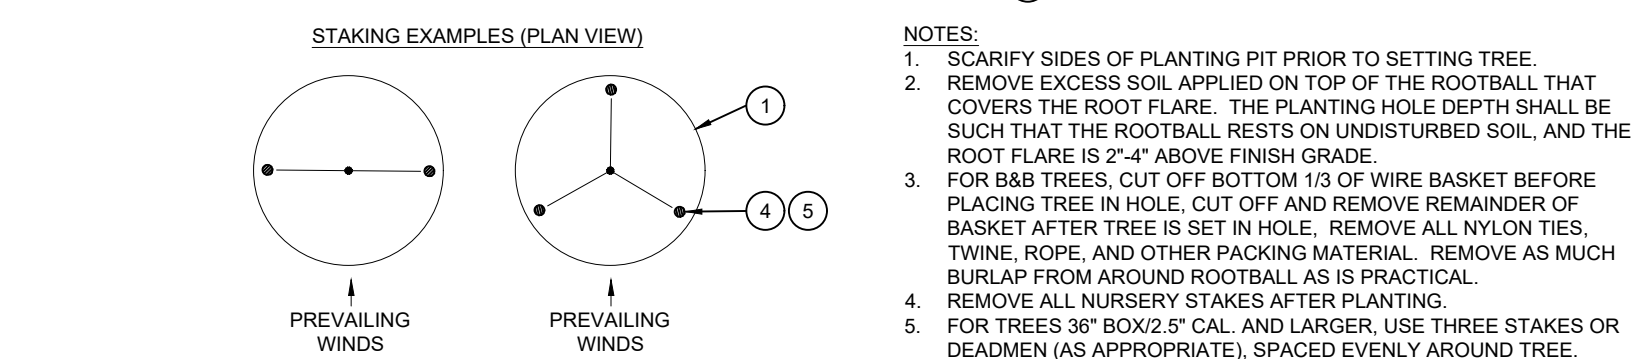 STAKING EXAMPLES (PLAN VIEW)
1
4 5
PREVAILING
WINDS
PREVAILING
WINDS
NOTES:
1. SCARIFY SIDES OF PLANTING PIT PRIOR TO SETTING TREE.
2. REMOVE EXCESS SOIL APPLIED ON TOP OF THE ROOTBALL THAT
COVERS THE ROOT FLARE. THE PLANTING HOLE DEPTH SHALL BE
SUCH THAT THE ROOTBALL RESTS ON UNDISTURBED SOIL, AND THE
ROOT FLARE IS 2"-4" ABOVE FINISH GRADE.
3. FOR B&B TREES, CUT OFF BOTTOM 1/3 OF WIRE BASKET BEFORE
PLACING TREE IN HOLE, CUT OFF AND REMOVE REMAINDER OF
BASKET AFTER TREE IS SET IN HOLE, REMOVE ALL NYLON TIES,
TWINE, ROPE, AND OTHER PACKING MATERIAL. REMOVE AS MUCH
BURLAP FROM AROUND ROOTBALL AS IS PRACTICAL.
4. REMOVE ALL NURSERY STAKES AFTER PLANTING.
5. FOR TREES 36" BOX/2.5" CAL. AND LARGER, USE THREE STAKES OR
DEADMEN (AS APPROPRIATE), SPACED EVENLY AROUND TREE.